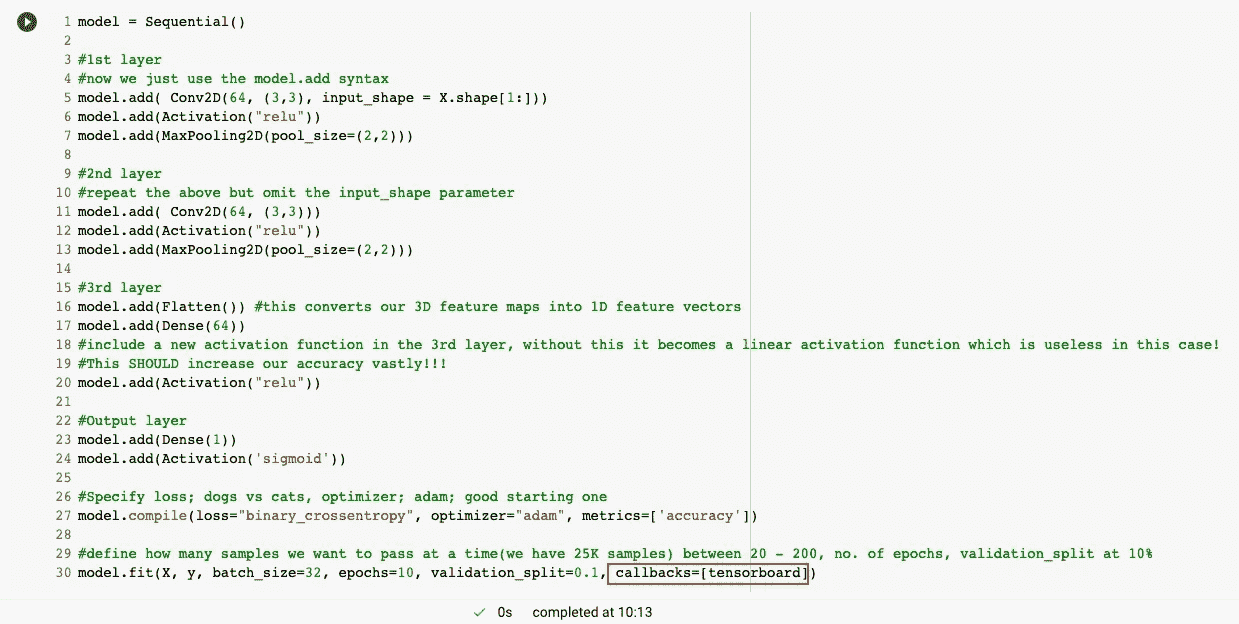 1 model = Sequential()
2
3 #1st layer
4 #now we just use the model.add syntax
5 model.add( Conv2D(64, (3,3), input_shape = X.shape[1:]))
6 model.add(Activation("relu"))
7 model.add(MaxPooling2D(pool_size=(2,2)))
8
9 #2nd layer
10 #repeat the above but omit the input_shape parameter
11 model.add( Conv2D(64, (3,3)))
12 model.add(Activation("relu"))
13 model.add(MaxPooling2D(pool_size=(2,2)))
14
15 #3rd layer
16 model.add(Flatten()) #this converts our 3D feature maps into 1D feature vectors
17 model.add(Dense(64))
18 #include a new activation function in the 3rd layer, without this it becomes a linear activation function which is useless in this case!
19 #This SHOULD increase our accuracy vastly!!!
20 model.add(Activation("relu"))
21
22 #Output layer
23 model.add(Dense(1))
24 model.add(Activation('sigmoid'))
25
26 #Specify loss; dogs vs cats, optimizer; adam; good starting one
27 model.compile(loss="binary_crossentropy", optimizer="adam", metrics=['accuracy'])
28
29 #define how many samples we want to pass at a time(we have 25K samples) between 20 - 200, no. of epochs, validation_split at 10%
30 model.fit(X, y, batch_size=32, epochs=10, validation_split=0.1, callbacks=[tensorboard])
0s completed at 10:13